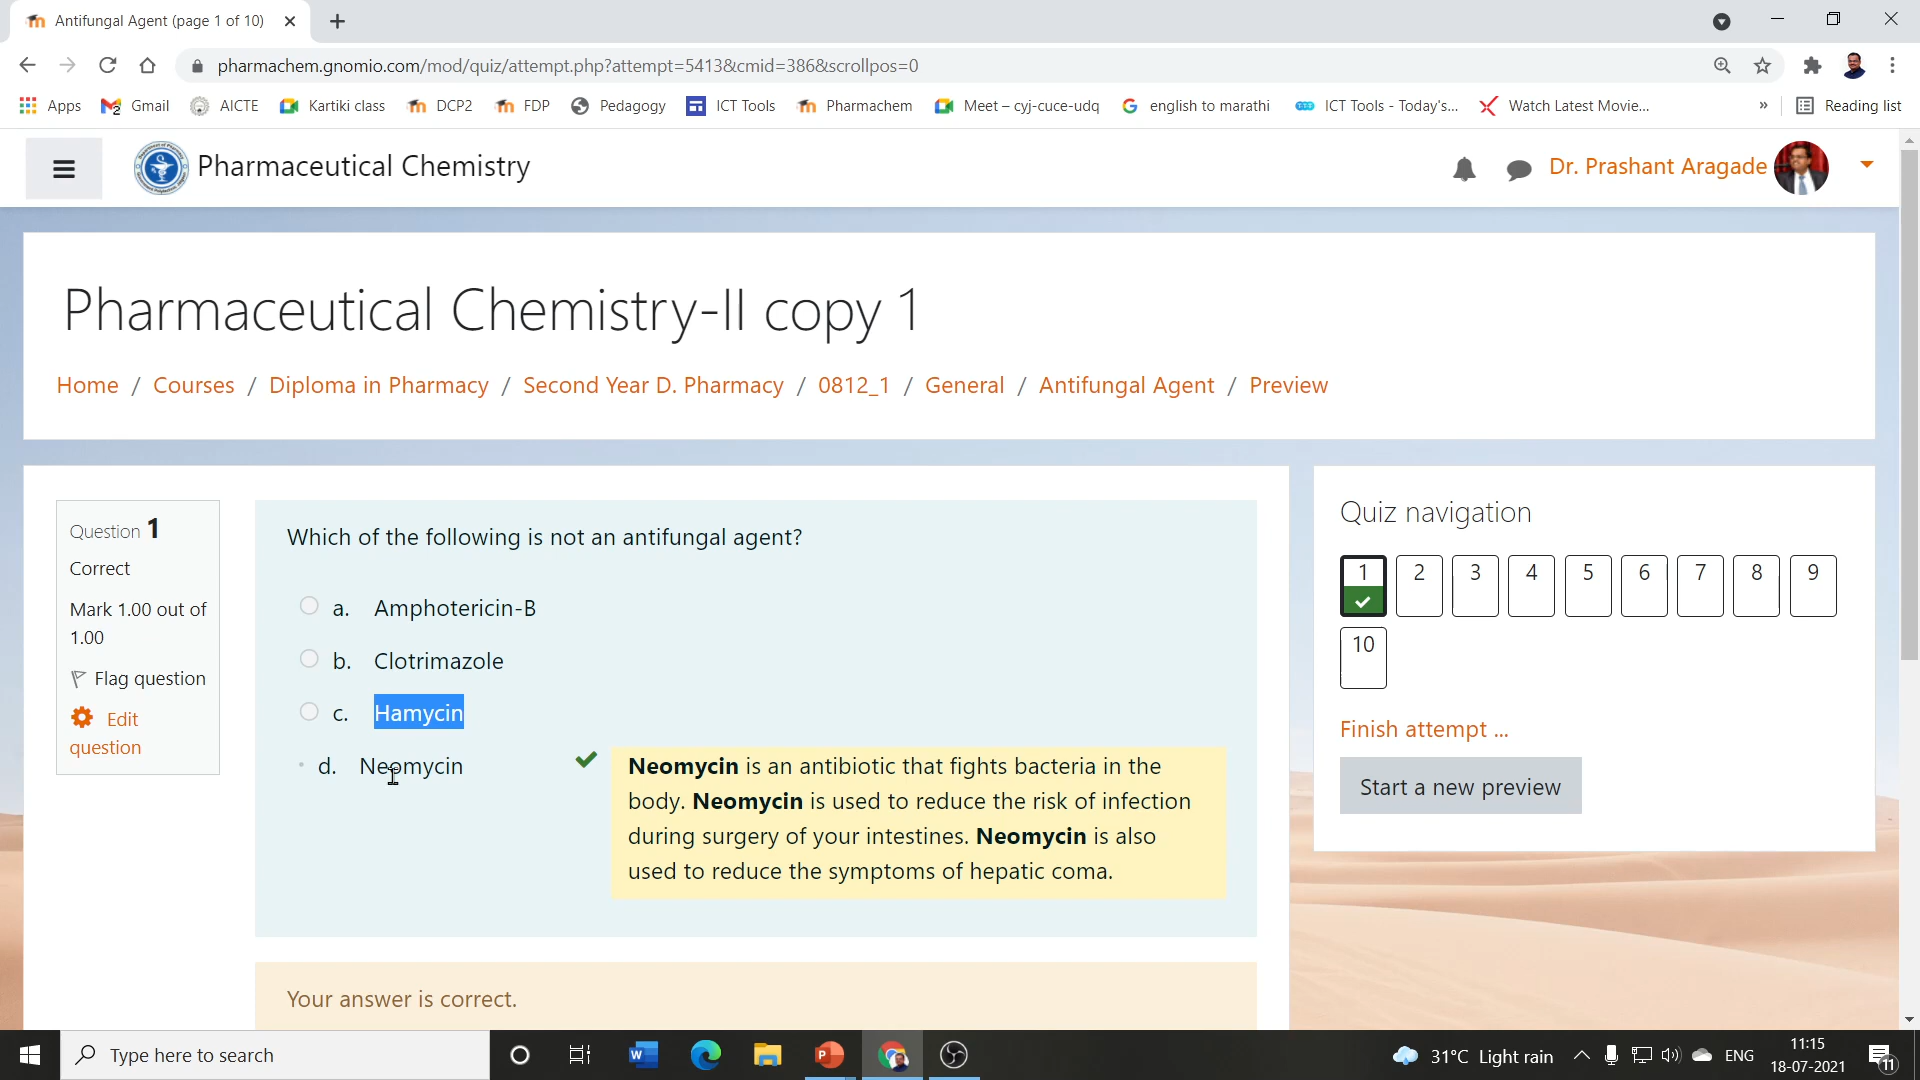 Antifungal Agent (page 1 of 10)
pharmachem.gnomio.com/mod/quiz/attempt.php?attempt=5413&cmid=386&scrollpos=0
Apps Gmail AICTE Kartiki class DCP2 FDP Pedagogy ICT Tools Pharmachem Meet – cyj-cuce-udq english to marathi ICT Tools - Today's... Watch Latest Movie... » Reading list
Pharmaceutical Chemistry
Dr. Prashant Aragade
Pharmaceutical Chemistry-II copy 1
Home / Courses / Diploma in Pharmacy / Second Year D. Pharmacy / 0812_1 / General / Antifungal Agent / Preview
Question 1
Correct
Mark 1.00 out of
1.00
Flag question
Edit
question
Which of the following is not an antifungal agent?
a. Amphotericin-B
b. Clotrimazole
c. Hamycin
d. Neomycin
Neomycin is an antibiotic that fights bacteria in the
body. Neomycin is used to reduce the risk of infection
during surgery of your intestines. Neomycin is also
used to reduce the symptoms of hepatic coma.
Your answer is correct.
Quiz navigation
1 2 3 4 5 6 7 8 9
10
Finish attempt ...
Start a new preview
Type here to search
31°C Light rain
ENG
11:15
18-07-2021
11